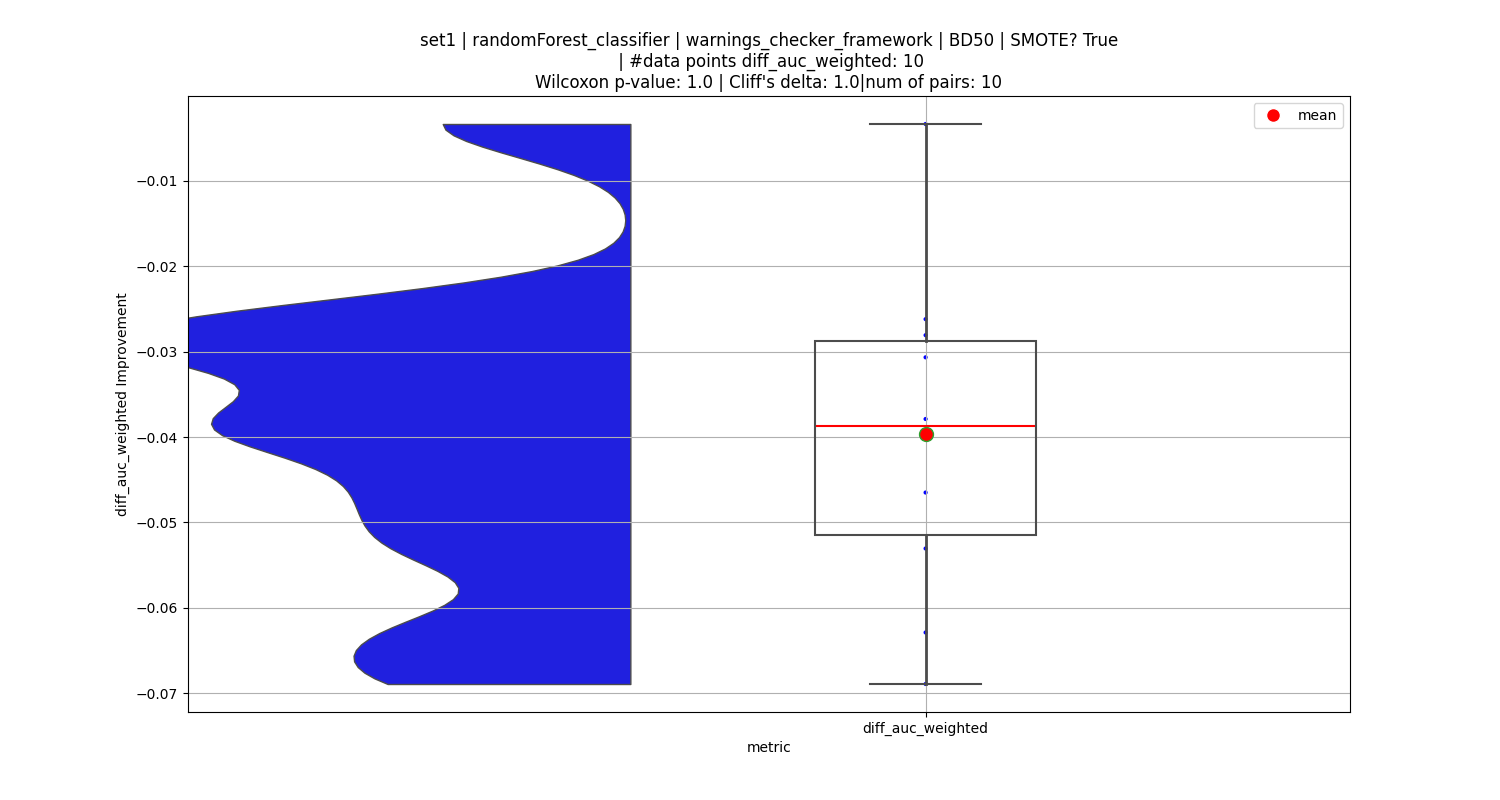 set1 | randomForest_classifier | warnings_checker_framework | BD50 | SMOTE? True
| #data points diff_auc_weighted: 10
Wilcoxon p-value: 1.0 | Cliff's delta: 1.0|num of pairs: 10
mean
−0.01
−0.02
−0.03
−0.04
−0.05
−0.06
−0.07
diff_auc_weighted Improvement
diff_auc_weighted
metric